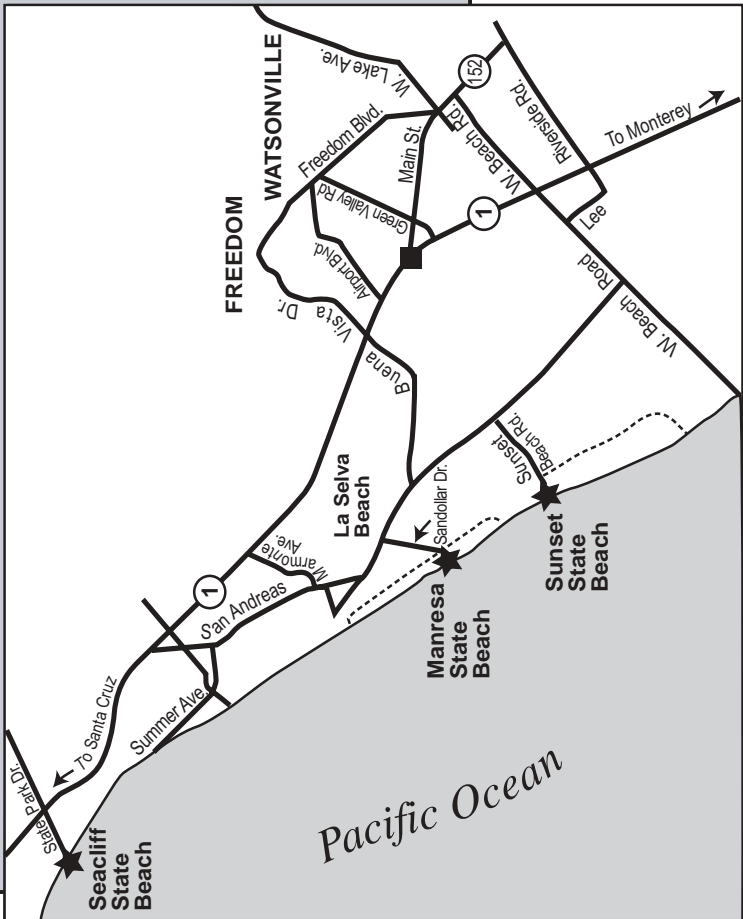 WATSONVILLE
FREEDOM
W. Lake Ave.
152
Riverside Rd.
To Monterey
Freedom Blvd.
Main St.
W. Beach Rd.
Green Valley Rd
Airport Blvd.
1
Lee
Road
W. Beach
Buena Vista Dr.
La Selva
Beach
Sunset
Beach Rd.
Sandollar Dr.
Marmonte
Ave.
San Andreas
1
To Santa Cruz
Summer Ave.
State Park Dr.
Sunset
State
Beach
Manresa
State
Beach
Seacliff
State
Beach
Pacific Ocean